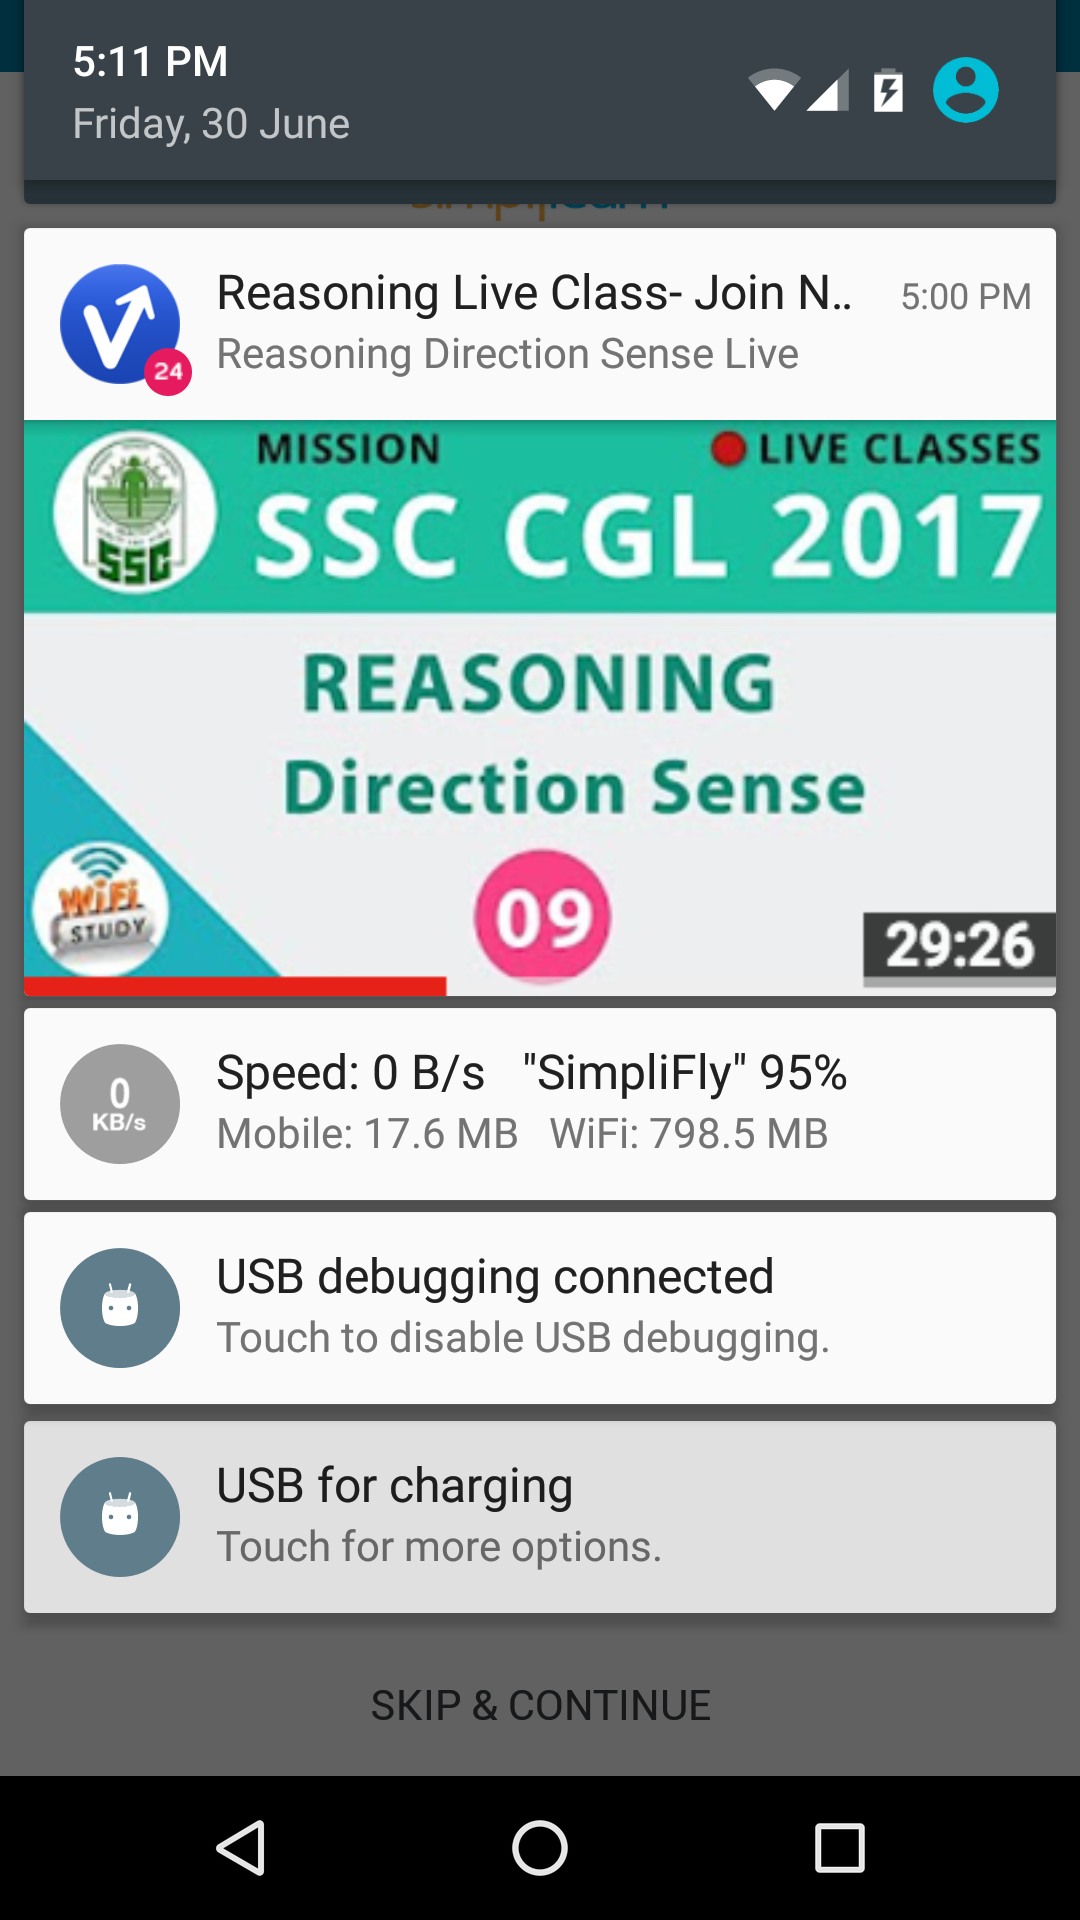 5:11 PM
Friday, 30 June
Reasoning Live Class- Join N..
5:00 PM
Reasoning Direction Sense Live
24
MISSION
LIVE CLASSES
SSC CGL 2017
SSC
REASONING
Direction Sense
WiFi
STUDY
09
29:26
0
KB/s
Speed: 0 B/s "SimpliFly" 95%
Mobile: 17.6 MB WiFi: 798.5 MB
USB debugging connected
Touch to disable USB debugging.
USB for charging
Touch for more options.
SKIP & CONTINUE